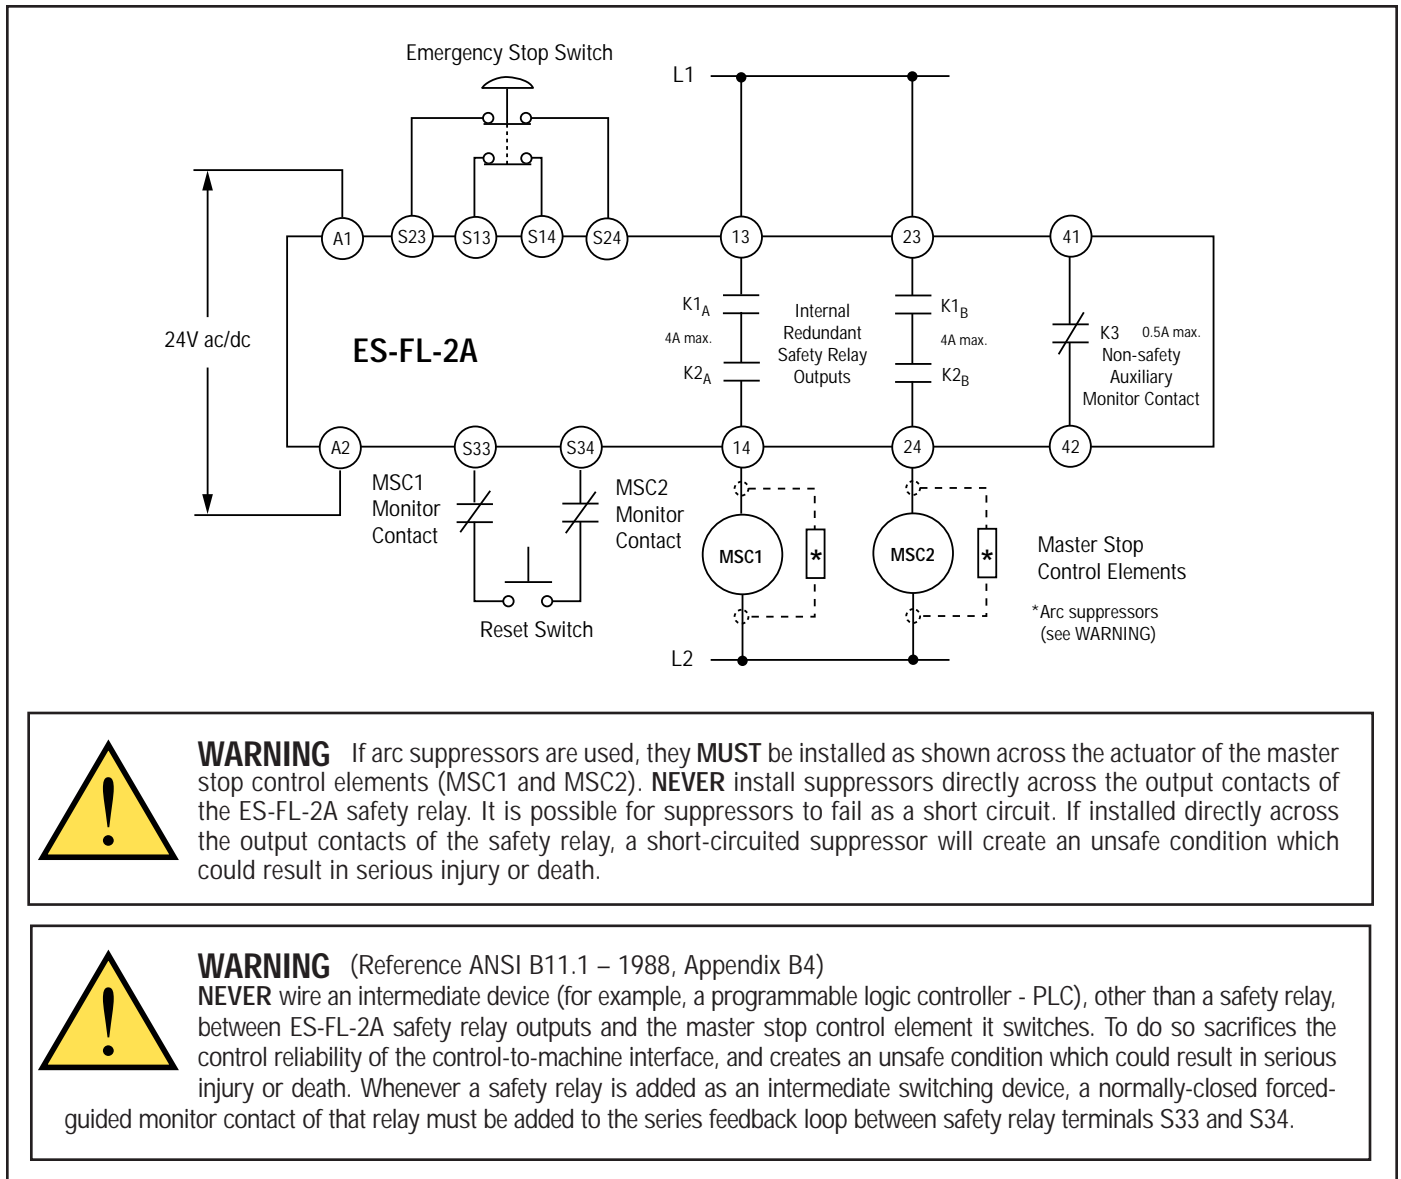 Emergency Stop Switch
L1
A1
S23
S13
S14
S24
13
23
41
24V ac/dc
ES-FL-2A
K1A
4A max.
K2A
Internal
Redundant
Safety Relay
Outputs
K1B
4A max.
K2B
K3 0.5A max.
Non-safety
Auxiliary
Monitor Contact
A2
S33
S34
14
24
42
MSC1
Monitor
Contact
MSC2
Monitor
Contact
Reset Switch
MSC1
*
MSC2
*
Master Stop
Control Elements
*Arc suppressors
(see WARNING)
L2
WARNING If arc suppressors are used, they MUST be installed as shown across the actuator of the master
stop control elements (MSC1 and MSC2). NEVER install suppressors directly across the output contacts of
the ES-FL-2A safety relay. It is possible for suppressors to fail as a short circuit. If installed directly across
the output contacts of the safety relay, a short-circuited suppressor will create an unsafe condition which
could result in serious injury or death.
WARNING (Reference ANSI B11.1 – 1988, Appendix B4)
NEVER wire an intermediate device (for example, a programmable logic controller - PLC), other than a safety relay,
between ES-FL-2A safety relay outputs and the master stop control element it switches. To do so sacrifices the
control reliability of the control-to-machine interface, and creates an unsafe condition which could result in serious
injury or death. Whenever a safety relay is added as an intermediate switching device, a normally-closed forced-
guided monitor contact of that relay must be added to the series feedback loop between safety relay terminals S33 and S34.